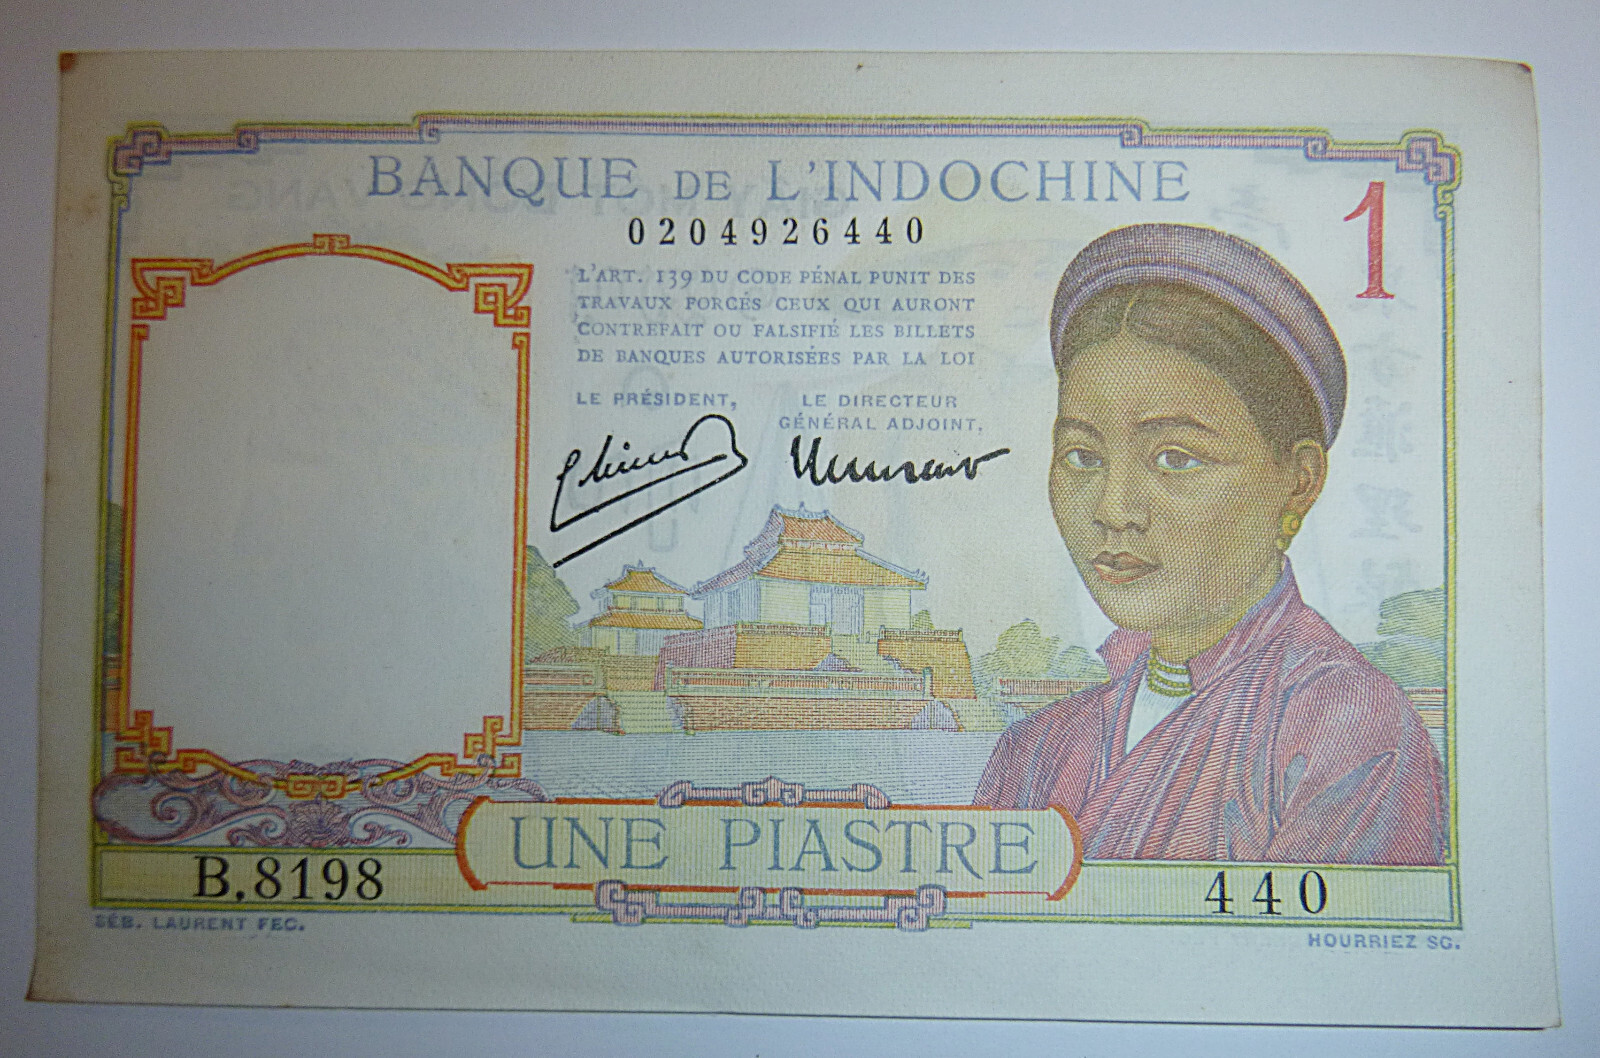 BANQUE DE L'INDOCHINE
1
0204926440
L'ART. 139 DU CODE PÉNAL PUNIT DES
TRAVAUX FORCÉS CEUX QUI AURONT
CONTREFAIT OU FALSIFIÉ LES BILLETS
DE BANQUES AUTORISÉES PAR LA LOI
LE PRÉSIDENT,
LE DIRECTEUR
GÉNÉRAL ADJOINT,
UNE PIASTRE
B.8198
440
SÉB. LAURENT FEC.
HOURRIEZ SC.